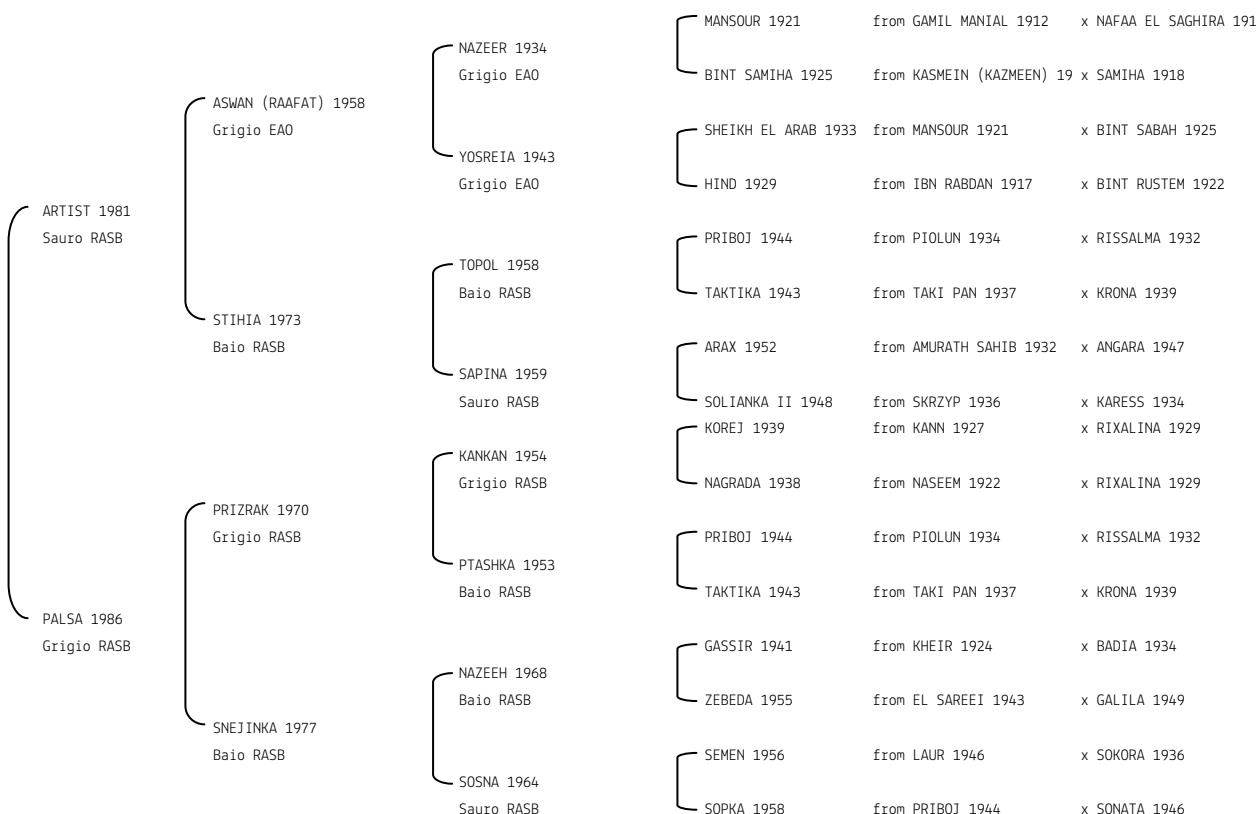 MANSOUR 1921 from GAMIL MANIAL 1912 x NAFAA EL SAGHIRA 191
NAZEER 1934
Grigio EAO
BINT SAMIHA 1925 from KASMEIN (KAZMEEN) 19 x SAMIHA 1918
ASWAN (RAAFAT) 1958
Grigio EAO
SHEIKH EL ARAB 1933 from MANSOUR 1921 x BINT SABAH 1925
YOSREIA 1943
Grigio EAO
HIND 1929 from IBN RABDAN 1917 x BINT RUSTEM 1922
ARTIST 1981
Sauro RASB
PRIBOJ 1944 from PIOLUN 1934 x RISSALMA 1932
TOPOL 1958
Baio RASB
TAKTIKA 1943 from TAKI PAN 1937 x KRONA 1939
STIHIA 1973
Baio RASB
ARAX 1952 from AMURATH SAHIB 1932 x ANGARA 1947
SAPINA 1959
Sauro RASB
SOLIANKA II 1948 from SKRZYP 1936 x KARESS 1934
KOREJ 1939 from KANN 1927 x RIXALINA 1929
KANKAN 1954
Grigio RASB
NAGRADA 1938 from NASEEM 1922 x RIXALINA 1929
PRIZRAK 1970
Grigio RASB
PRIBOJ 1944 from PIOLUN 1934 x RISSALMA 1932
PTASHKA 1953
Baio RASB
TAKTIKA 1943 from TAKI PAN 1937 x KRONA 1939
PALSA 1986
Grigio RASB
GASSIR 1941 from KHEIR 1924 x BADIA 1934
NAZEEH 1968
Baio RASB
ZEBEDA 1955 from EL SAREEI 1943 x GALILA 1949
SNEJINKA 1977
Baio RASB
SEMEN 1956 from LAUR 1946 x SOKORA 1936
SOSNA 1964
Sauro RASB
SOPKA 1958 from PRIBOJ 1944 x SONATA 1946